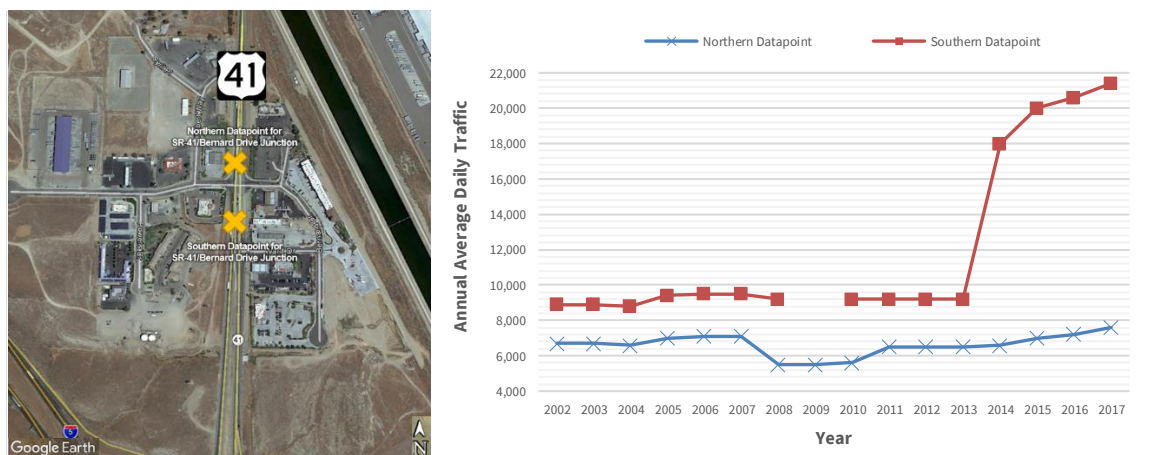 41
Northern Datapoint for
SR-41/Bernard Drive Junction
Southern Datapoint for
SR-41/Bernard Drive Junction
41
5
Google Earth
N
Northern Datapoint
Southern Datapoint
Annual Average Daily Traffic
22,000
20,000
18,000
16,000
14,000
12,000
10,000
8,000
6,000
4,000
2002 2003 2004 2005 2006 2007 2008 2009 2010 2011 2012 2013 2014 2015 2016 2017
Year